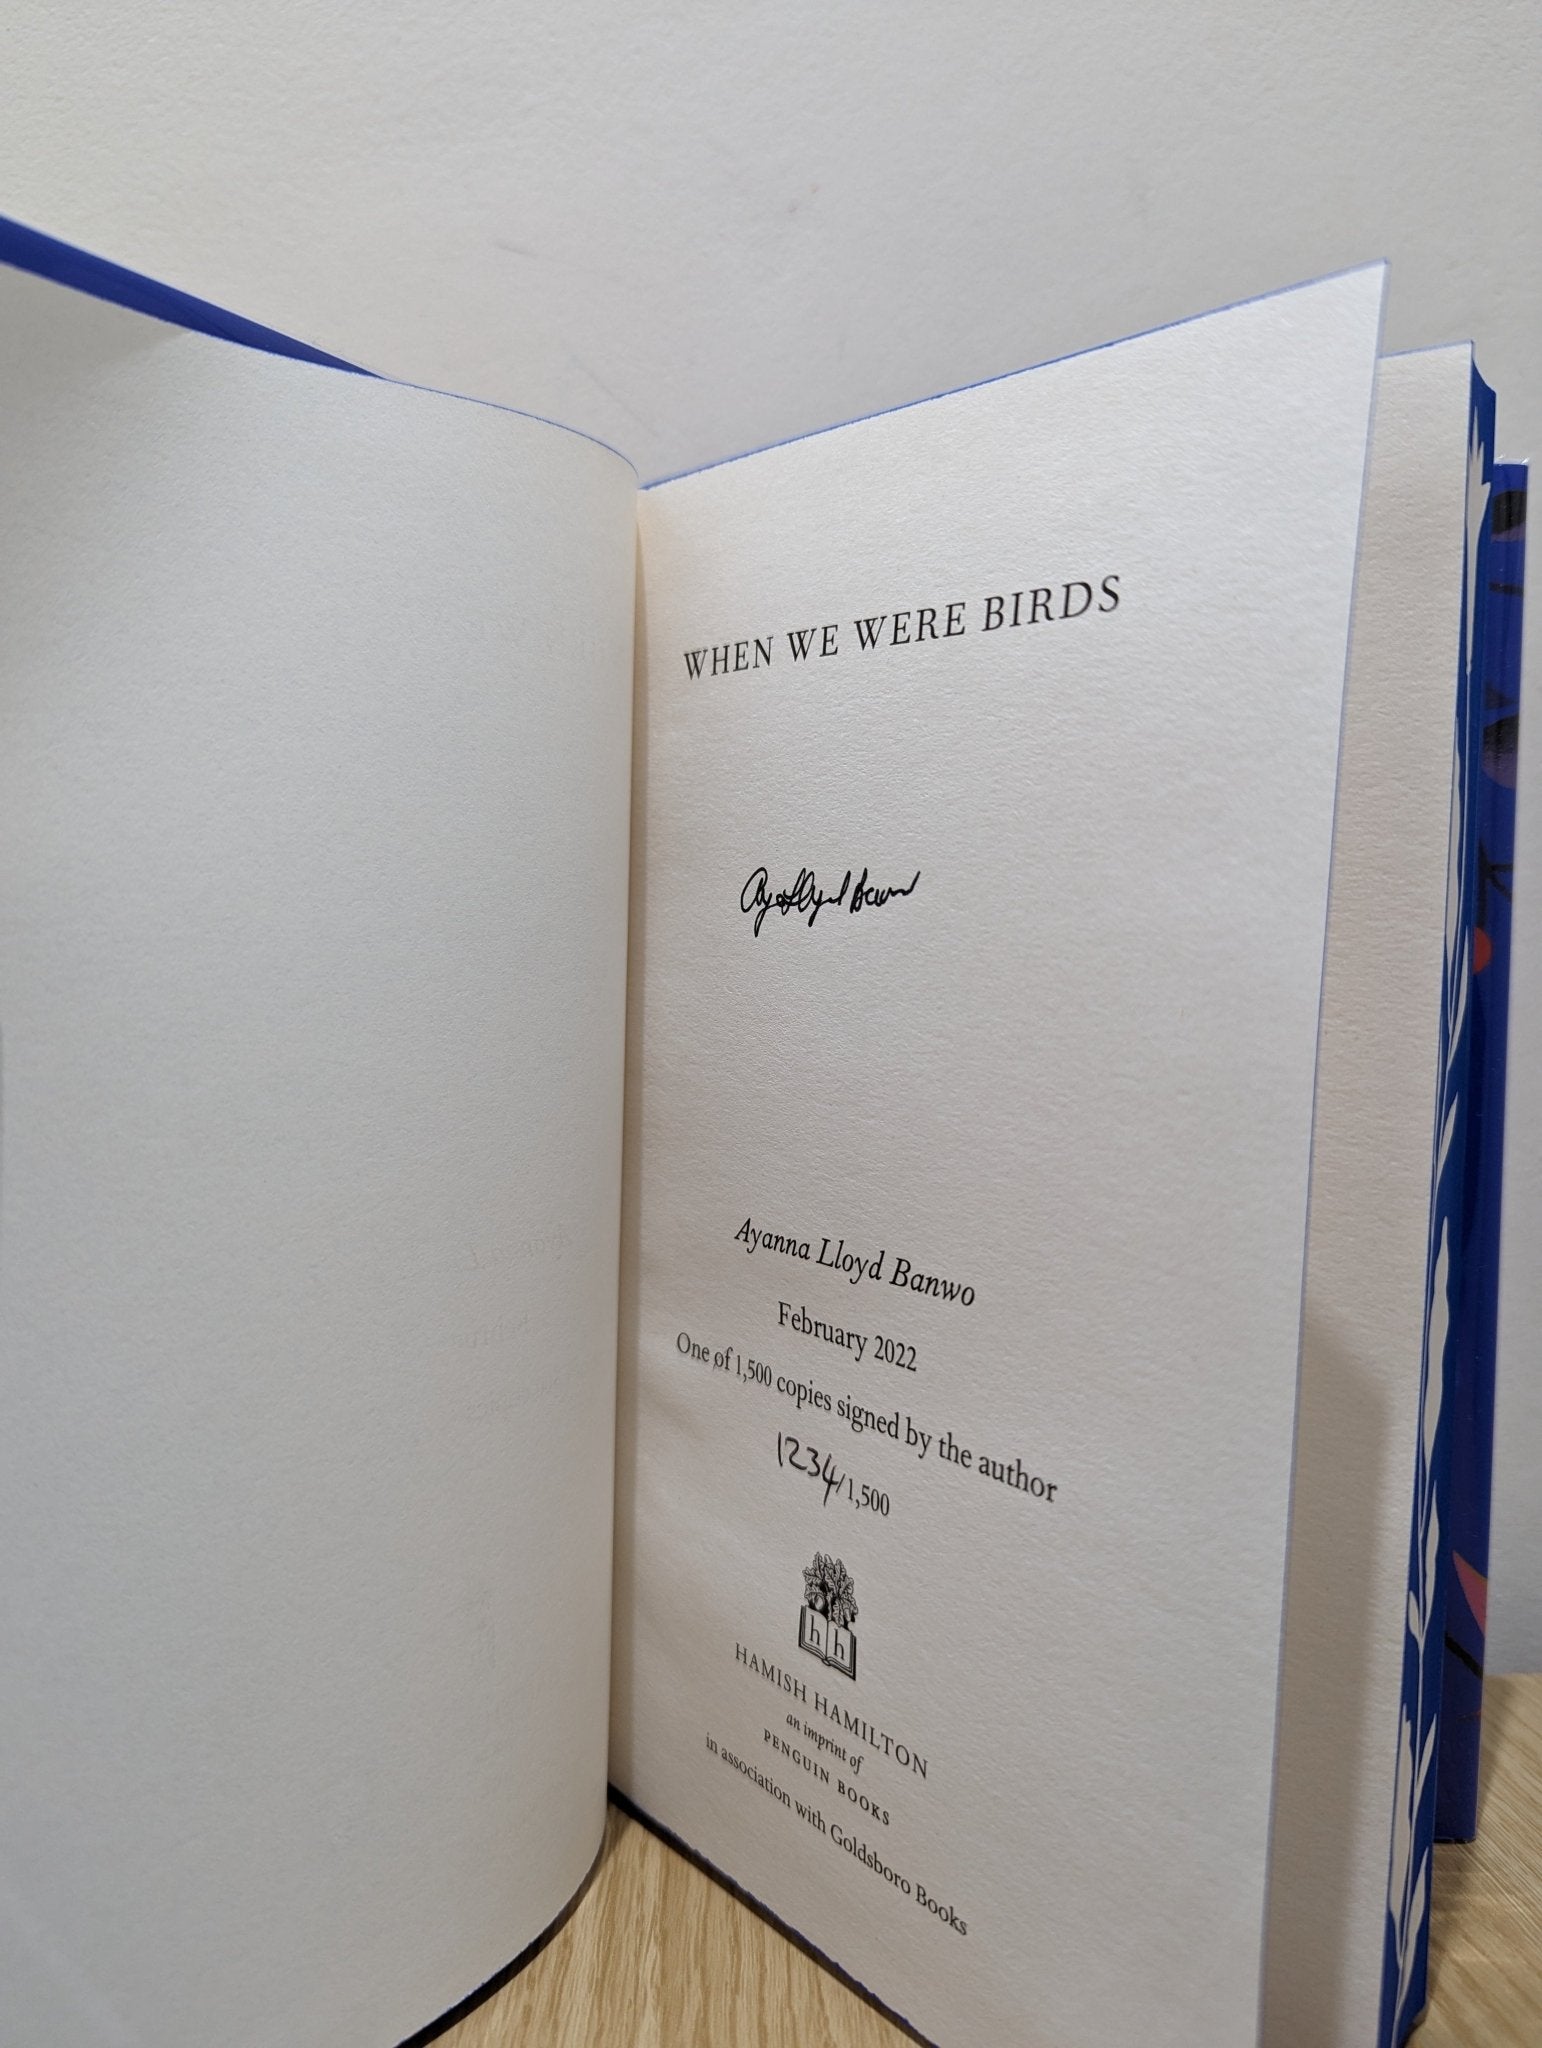 WHEN WE WERE BIRDS
Ayanna Lloyd Banwo
February 2022
One of 1,500 copies signed by the author
1234/1,500
h h
HAMISH HAMILTON
an imprint of
PENGUIN BOOKS
in association with Goldsboro Books